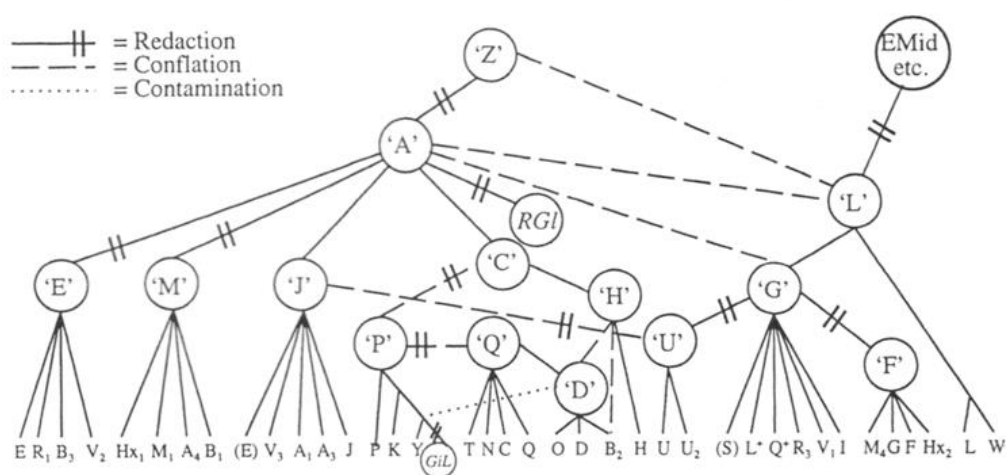 = Redaction
= Conflation
= Contamination
'Z'
EMid
etc.
'A'
'L'
RGl
'C'
'E'
'M'
'J'
'H'
'G'
'P'
'Q'
'U'
'D'
'F'
E R₁ B₃ V₂ Hx₁ M₁ A₄ B₁ (E) V₃ A₁ A₃ J P K Y T N C Q O D B₂ H U U₂ (S) L⁺ Q⁺ R₃ V₁ I M₄ G F Hx₂ L W
GiL